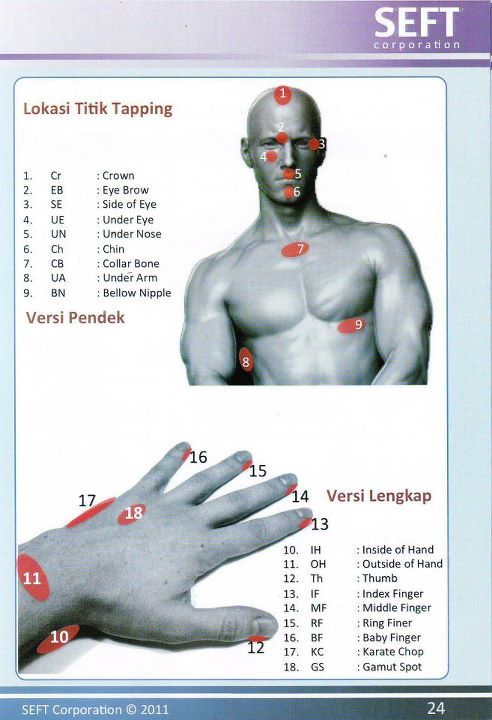 SEFT
corporation
Lokasi Titik Tapping
1. Cr : Crown
2. EB : Eye Brow
3. SE : Side of Eye
4. UE : Under Eye
5. UN : Under Nose
6. Ch : Chin
7. CB : Collar Bone
8. UA : Under Arm
9. BN : Bellow Nipple
Versi Pendek
1
2
3
4
5
6
7
8
9
16
15
14
13
17
18
11
10
12
Versi Lengkap
10. IH : Inside of Hand
11. OH : Outside of Hand
12. Th : Thumb
13. IF : Index Finger
14. MF : Middle Finger
15. RF : Ring Finer
16. BF : Baby Finger
17. KC : Karate Chop
18. GS : Gamut Spot
SEFT Corporation © 2011
24